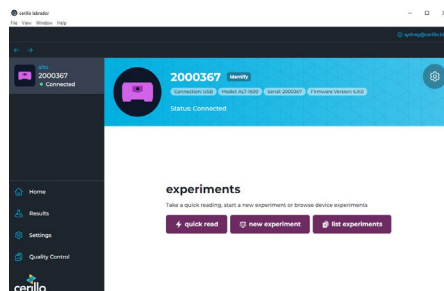 cerillo labrador
File View Window Help
sydney@cerillo.bio
alto
2000367
Connected
2000367 Identify
Connection: USB Model: ALT-1600 Serial: 2000367 Firmware Version: 6.9.0
Status: Connected
Home
Results
Settings
Quality Control
cerillo
experiments
Take a quick reading, start a new experiment or browse device experiments
quick read new experiment list experiments